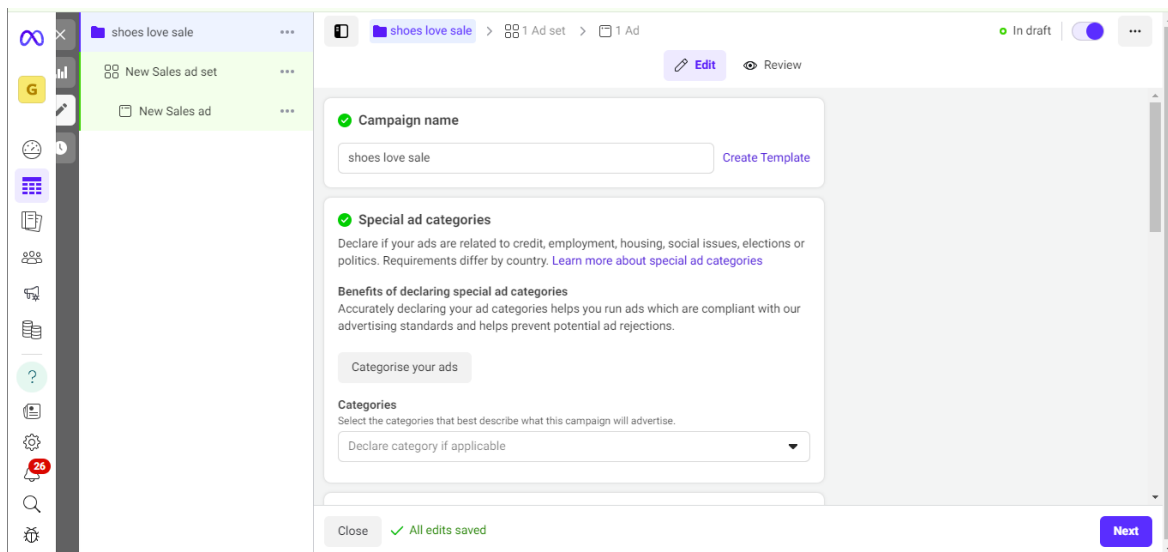 shoes love sale
New Sales ad set
New Sales ad
G
26
shoes love sale > 1 Ad set > 1 Ad
In draft
Edit
Review
Campaign name
shoes love sale
Create Template
Special ad categories
Declare if your ads are related to credit, employment, housing, social issues, elections or
politics. Requirements differ by country. Learn more about special ad categories
Benefits of declaring special ad categories
Accurately declaring your ad categories helps you run ads which are compliant with our
advertising standards and helps prevent potential ad rejections.
Categorise your ads
Categories
Select the categories that best describe what this campaign will advertise.
Declare category if applicable
Close
All edits saved
Next